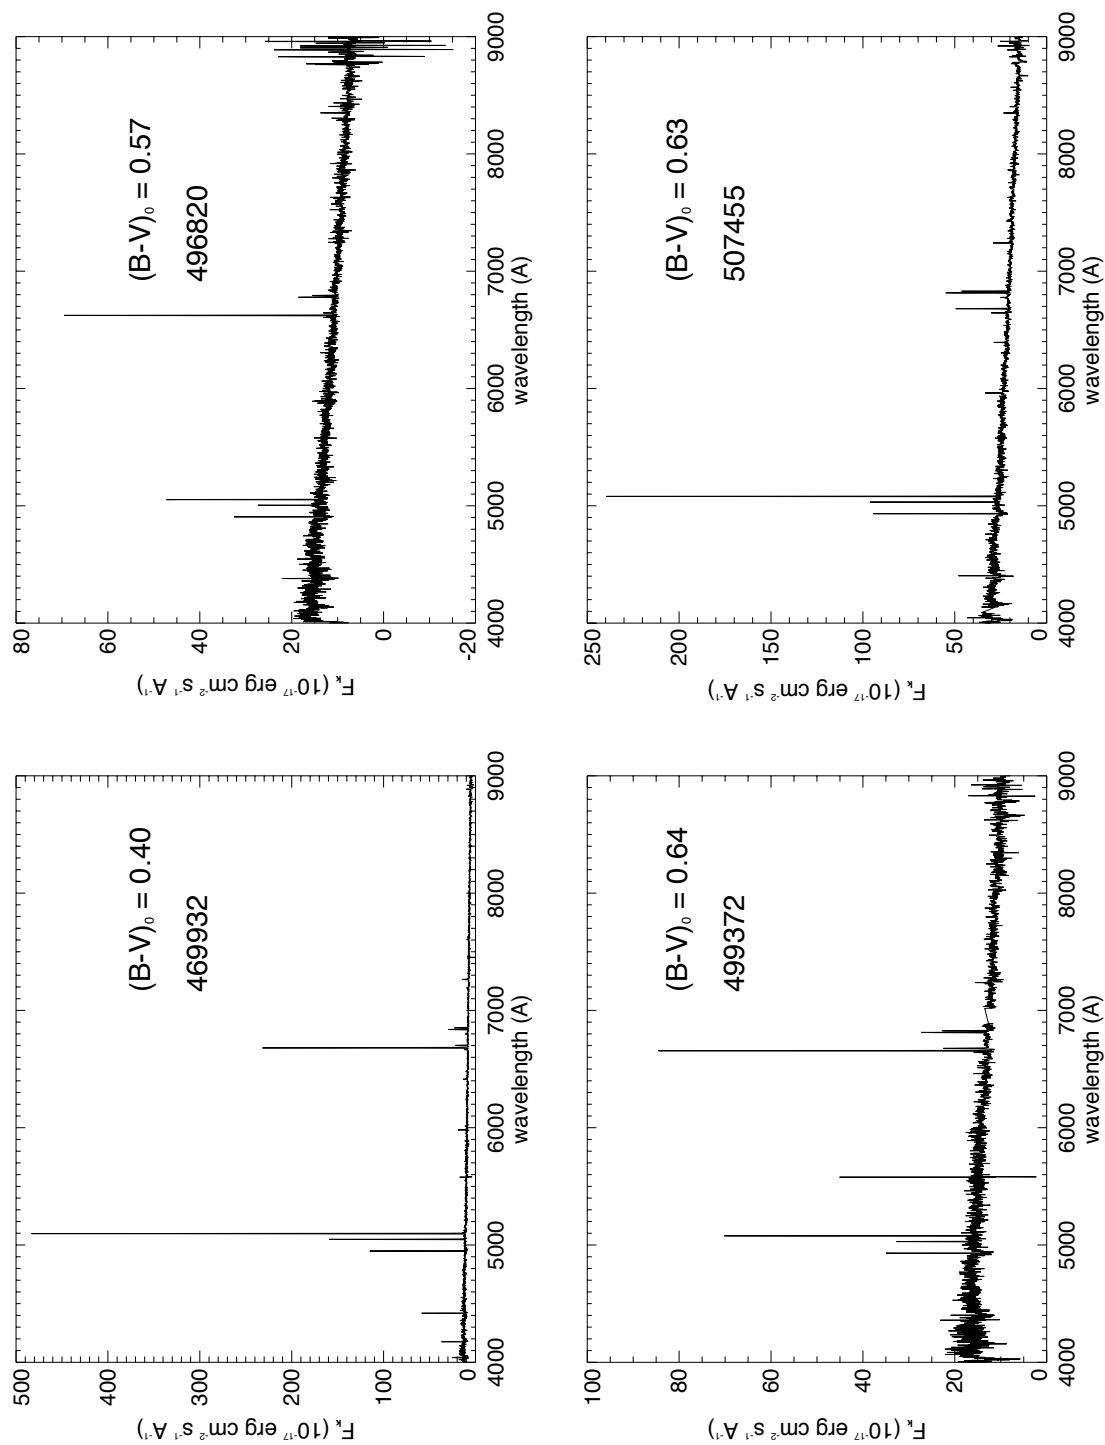 500
400
300
200
100
0
F_λ (10⁻¹⁷ erg cm⁻² s⁻¹ A⁻¹)
(B-V)₀ = 0.40
469932
4000 5000 6000 7000 8000 9000
wavelength (A)
80
60
40
20
0
-20
F_λ (10⁻¹⁷ erg cm⁻² s⁻¹ A⁻¹)
(B-V)₀ = 0.57
496820
4000 5000 6000 7000 8000 9000
wavelength (A)
100
80
60
40
20
0
F_λ (10⁻¹⁷ erg cm⁻² s⁻¹ A⁻¹)
(B-V)₀ = 0.64
499372
4000 5000 6000 7000 8000 9000
wavelength (A)
250
200
150
100
50
0
F_λ (10⁻¹⁷ erg cm⁻² s⁻¹ A⁻¹)
(B-V)₀ = 0.63
507455
4000 5000 6000 7000 8000 9000
wavelength (A)